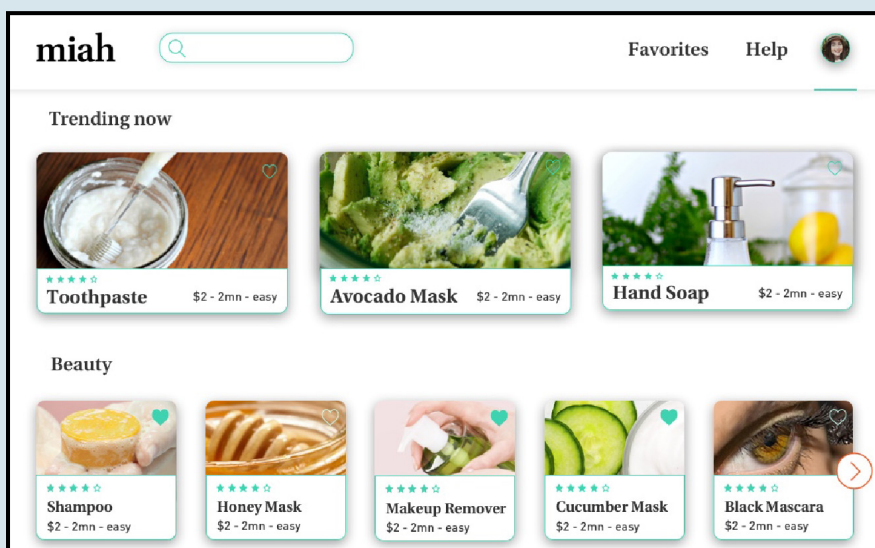 miah
Favorites
Help
Trending now
Toothpaste
$2 - 2mn - easy
Avocado Mask
$2 - 2mn - easy
Hand Soap
$2 - 2mn - easy
Beauty
Shampoo
$2 - 2mn - easy
Honey Mask
$2 - 2mn - easy
Makeup Remover
$2 - 2mn - easy
Cucumber Mask
$2 - 2mn - easy
Black Mascara
$2 - 2mn - easy